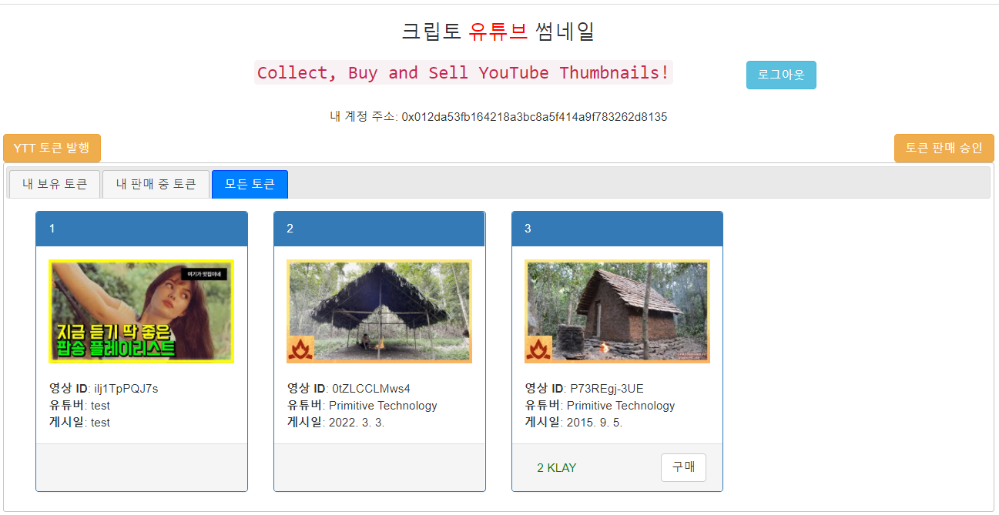 크립토 유튜브 썸네일
Collect, Buy and Sell YouTube Thumbnails!
로그아웃
내 계정 주소: 0x012da53fb164218a3bc8a5f414a9f783262d8135
YTT 토큰 발행
토큰 판매 승인
내 보유 토큰
내 판매 중 토큰
모든 토큰
1
여기가 맛집이네
지금 듣기 딱 좋은
팝송 플레이리스트
영상 ID: ilj1TpPQJ7s
유튜버: test
게시일: test
2
영상 ID: 0tZLCCLMws4
유튜버: Primitive Technology
게시일: 2022. 3. 3.
3
영상 ID: P73REgj-3UE
유튜버: Primitive Technology
게시일: 2015. 9. 5.
2 KLAY
구매